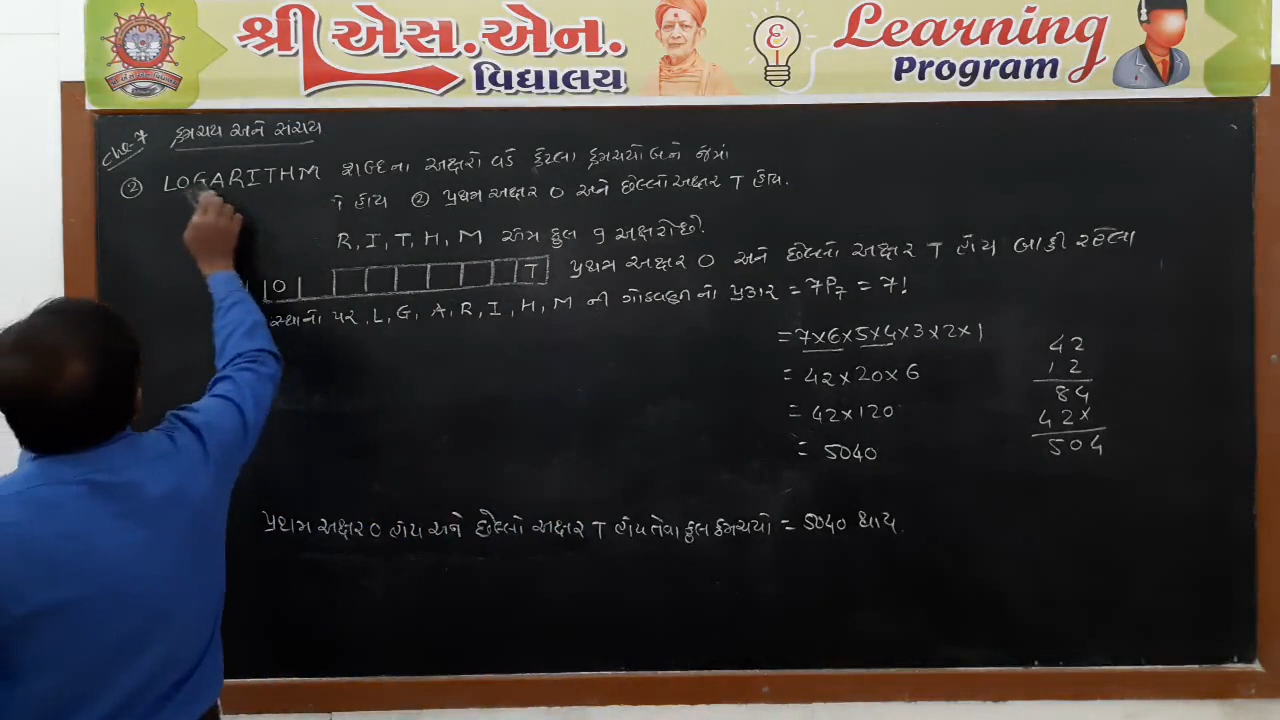 શ્રી એસ.એન.
વિદ્યાલય
Learning
Program
Ch-7 ક્રમચય અને સંચય
② LOGARITHM શબ્દના અક્ષરો વડે કેટલા ક્રમચયો બને જેમાં
હોય ② પ્રથમ અક્ષર O અને છેલ્લો અક્ષર T હોય.
R, I, T, H, M એમ કુલ 9 અક્ષરો છે.
O T પ્રથમ અક્ષર O અને છેલ્લો અક્ષર T હોય બાકી રહેલા
સ્થાનો પર L, G, A, R, I, H, M ની ગોઠવણીનો પ્રકાર = 7P7 = 7!
= 7×6×5×4×3×2×1
= 42×20×6
= 42×120
= 5040
42
12
84
42×
504
પ્રથમ અક્ષર O હોય અને છેલ્લો અક્ષર T હોય તેવા કુલ ક્રમચયો = 5040 થાય.